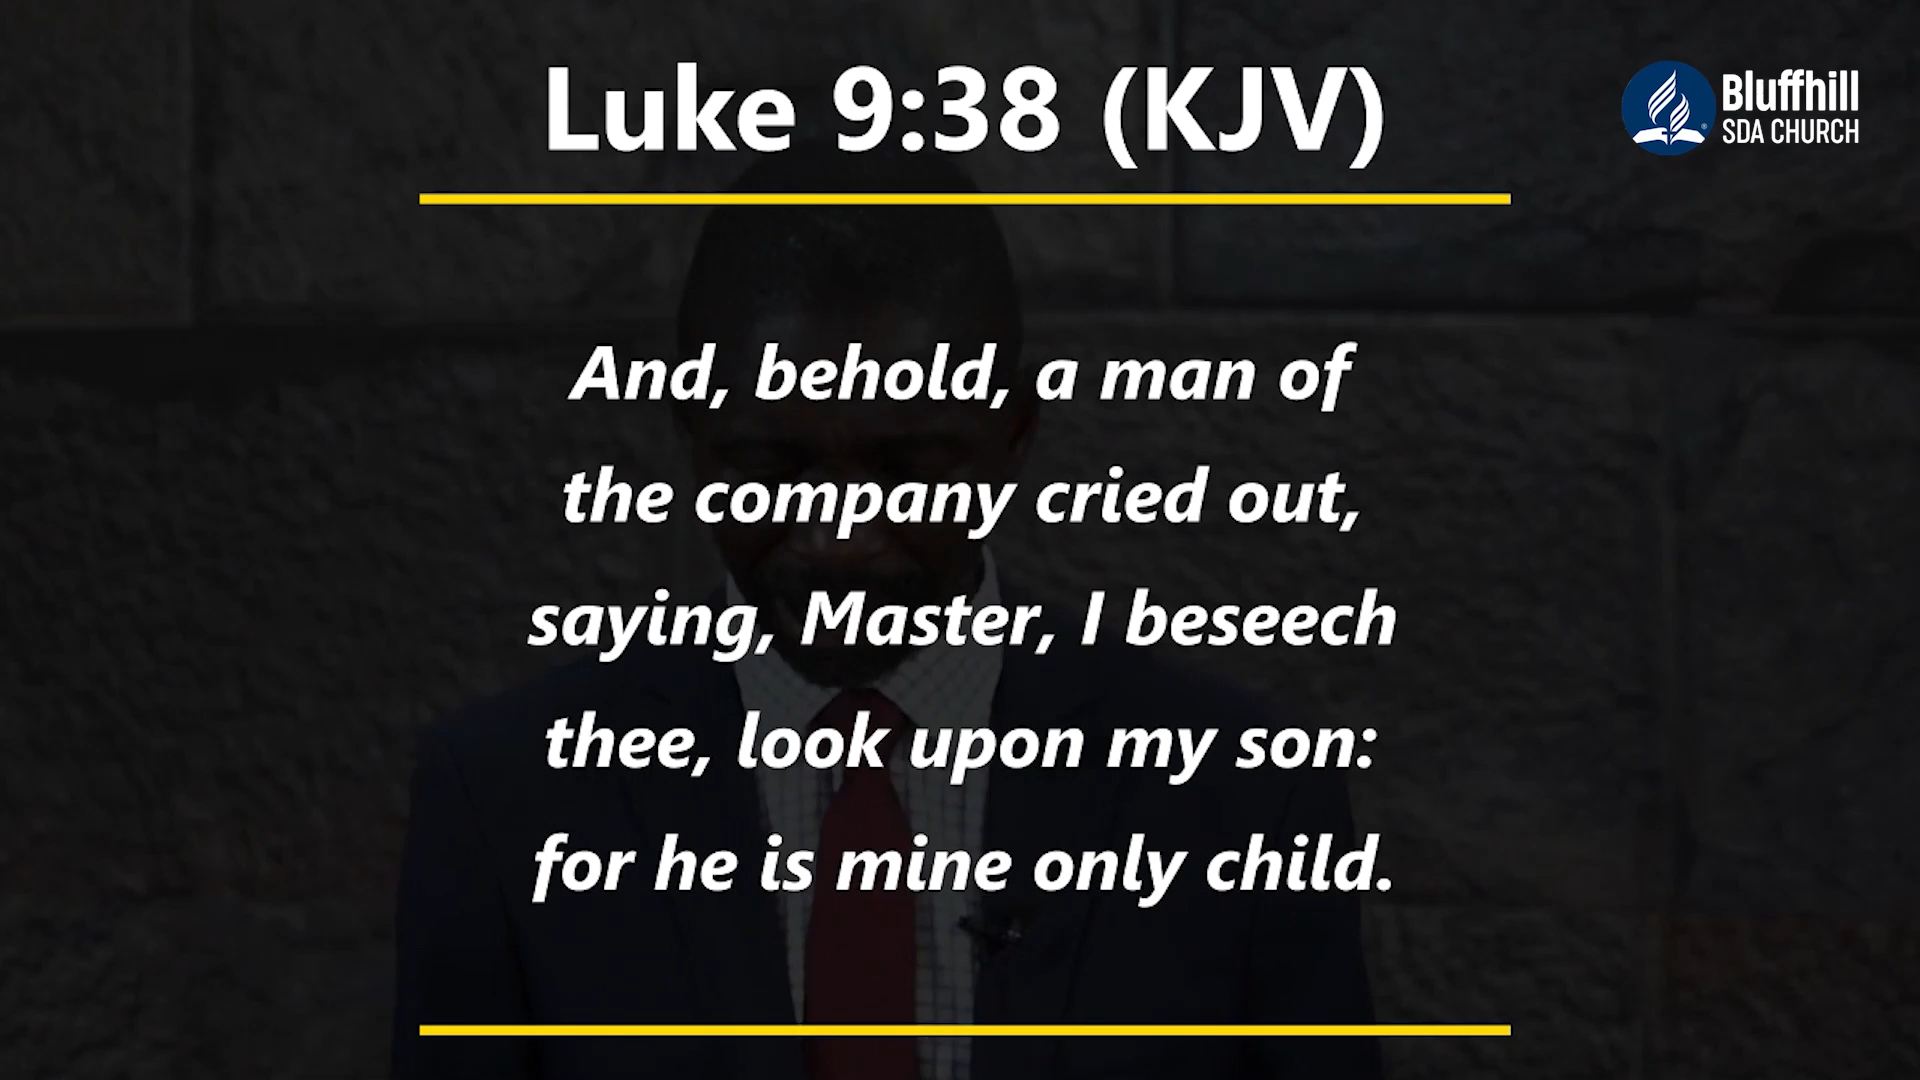 Luke 9:38 (KJV)
Bluffhill
SDA CHURCH
And, behold, a man of
the company cried out,
saying, Master, I beseech
thee, look upon my son:
for he is mine only child.